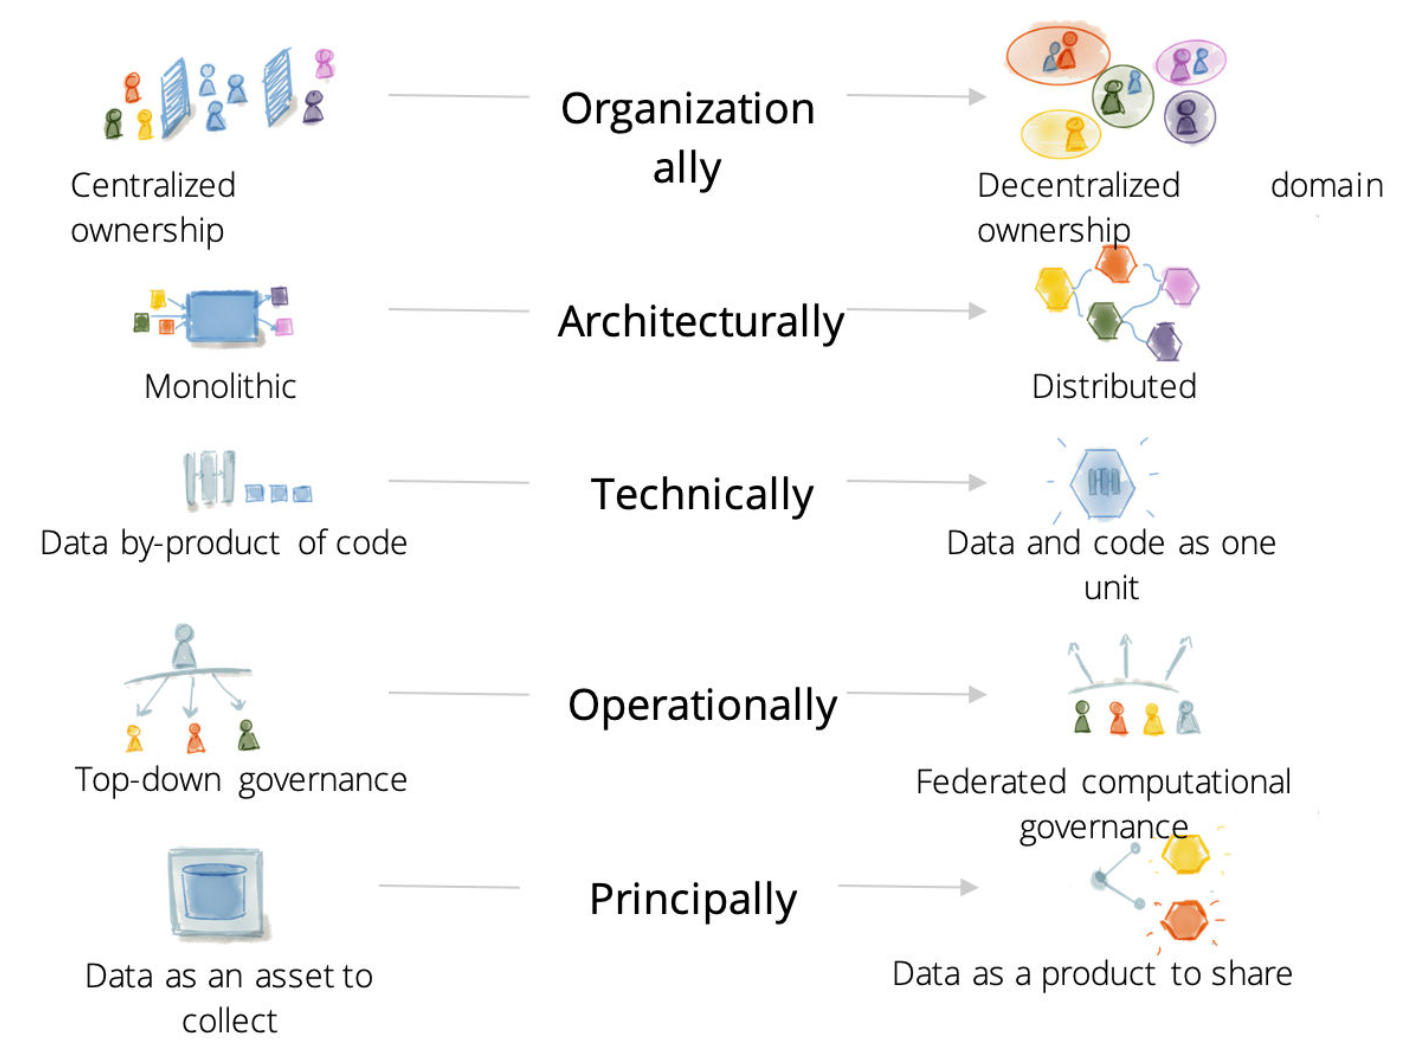 Centralized
ownership
Organization
ally
Decentralized domain
ownership
Monolithic
Architecturally
Distributed
Data by-product of code
Technically
Data and code as one
unit
Top-down governance
Operationally
Federated computational
governance
Data as an asset to
collect
Principally
Data as a product to share